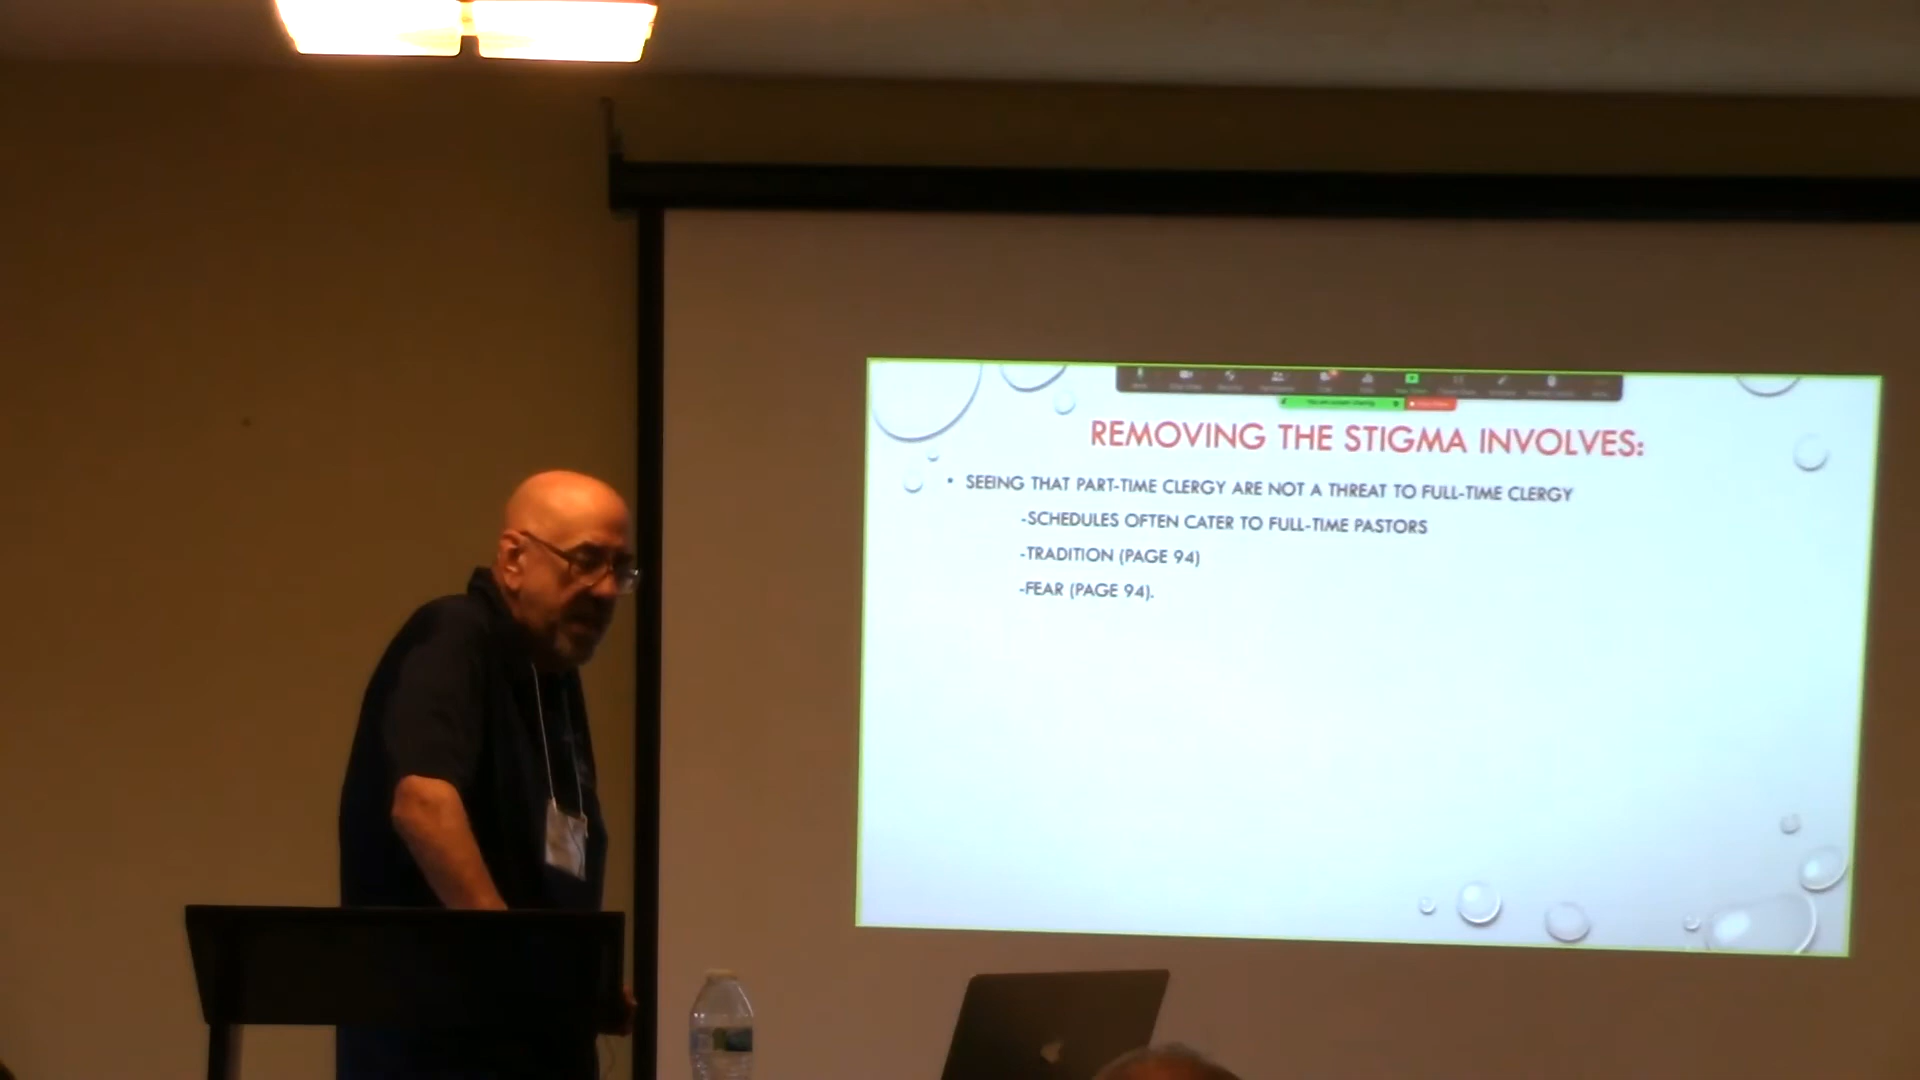 REMOVING THE STIGMA INVOLVES:
• SEEING THAT PART-TIME CLERGY ARE NOT A THREAT TO FULL-TIME CLERGY
-SCHEDULES OFTEN CATER TO FULL-TIME PASTORS
-TRADITION (PAGE 94)
-FEAR (PAGE 94).